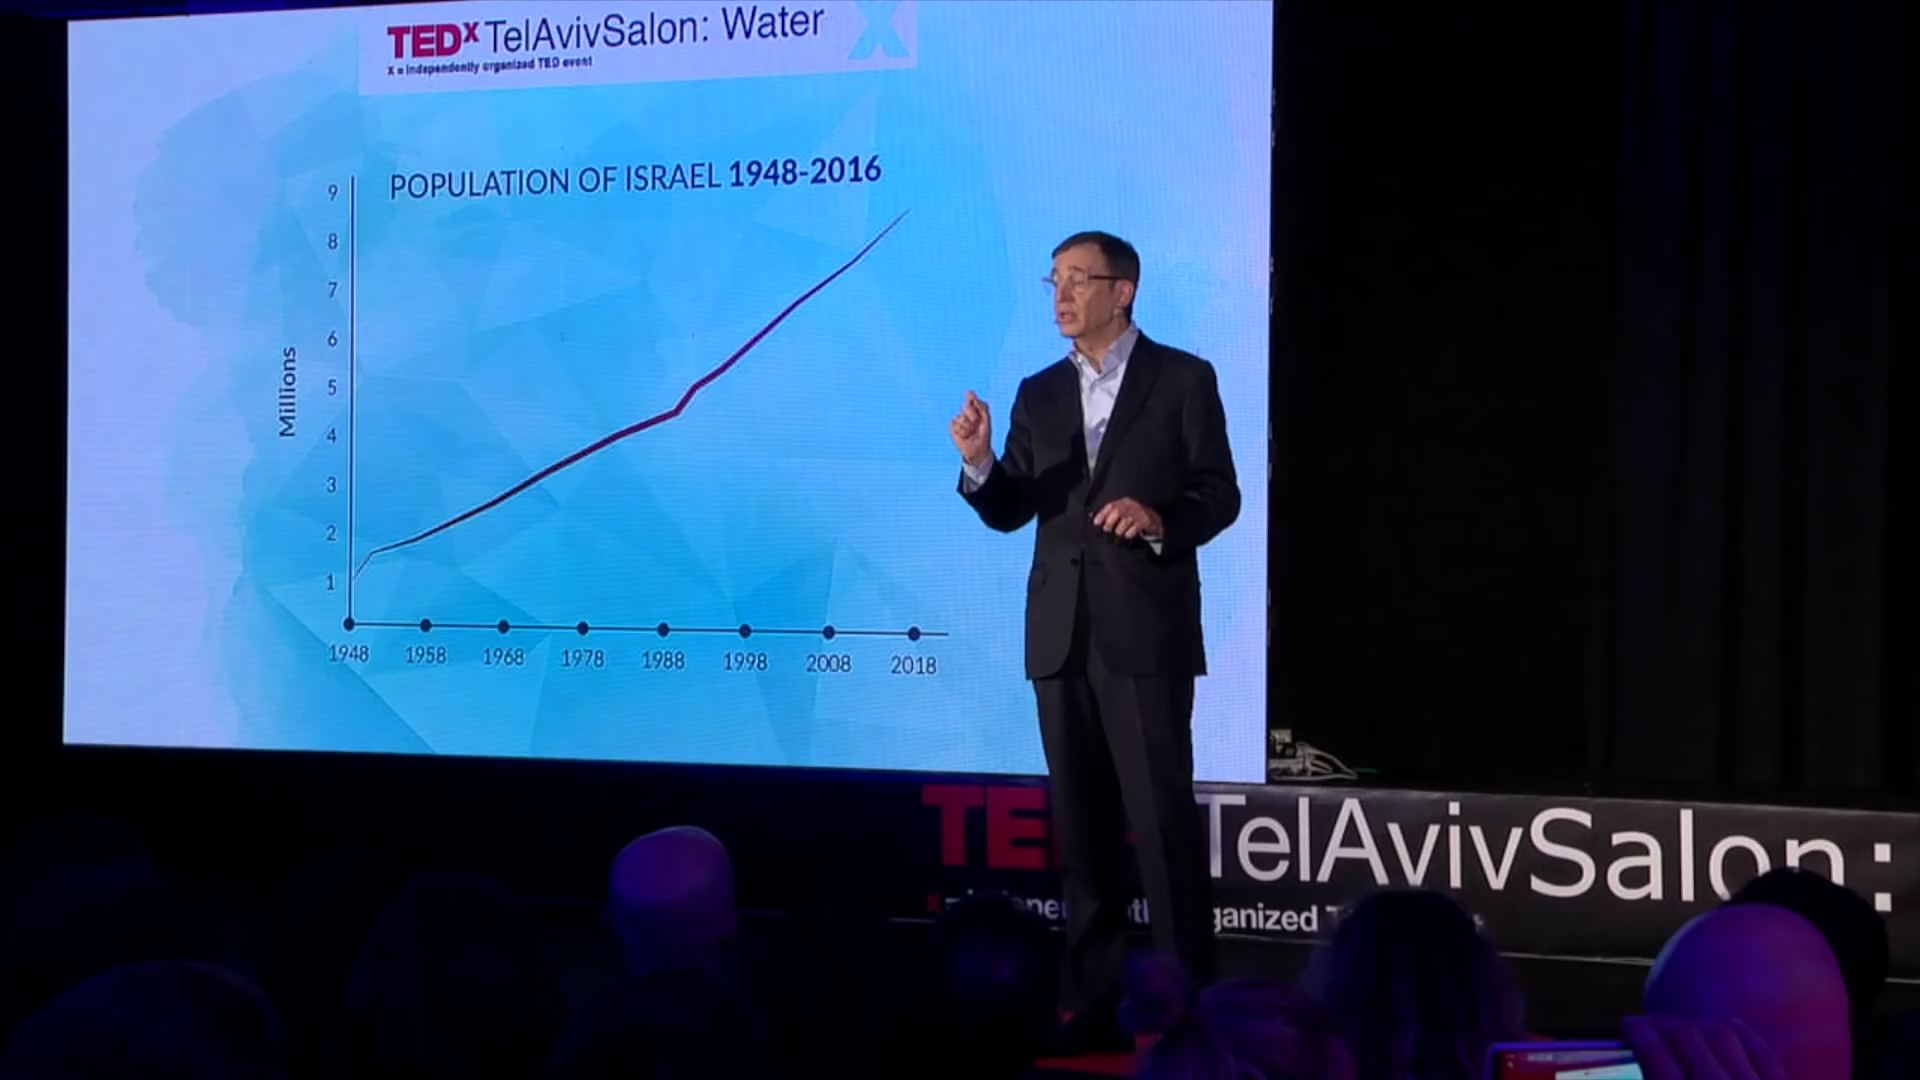 TEDx TelAvivSalon: Water
x = independently organized TED event
POPULATION OF ISRAEL 1948-2016
Millions
9
8
7
6
5
4
3
2
1
1948 1958 1968 1978 1988 1998 2008 2018
TelAvivSalon: